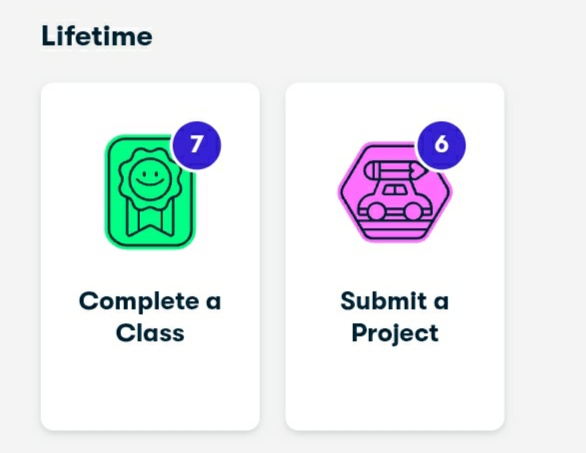 Lifetime
7
6
Complete a
Class
Submit a
Project